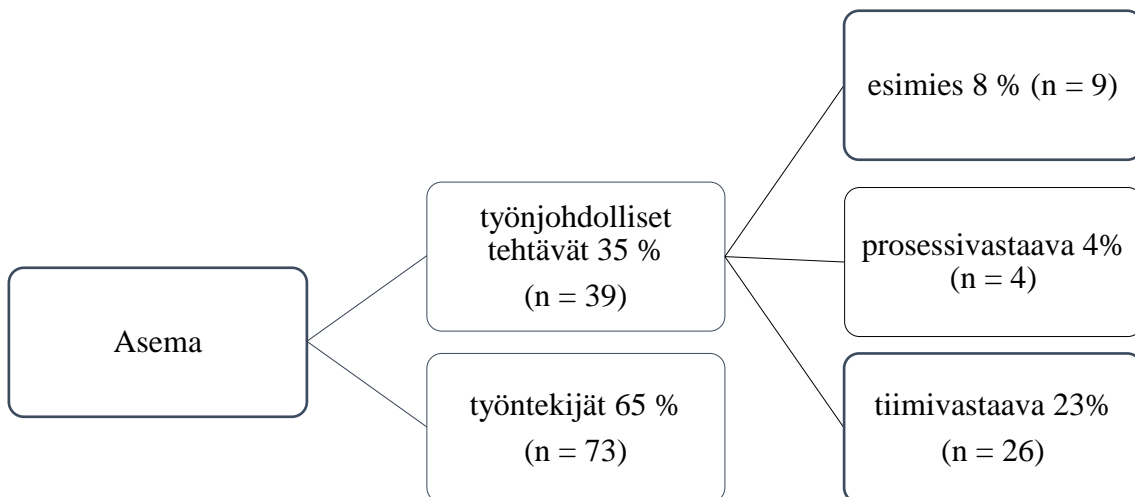 Asema
työnjohdolliset
tehtävät 35 %
(n = 39)
työntekijät 65 %
(n = 73)
esimies 8 % (n = 9)
prosessivastaava 4%
(n = 4)
tiimivastaava 23%
(n = 26)